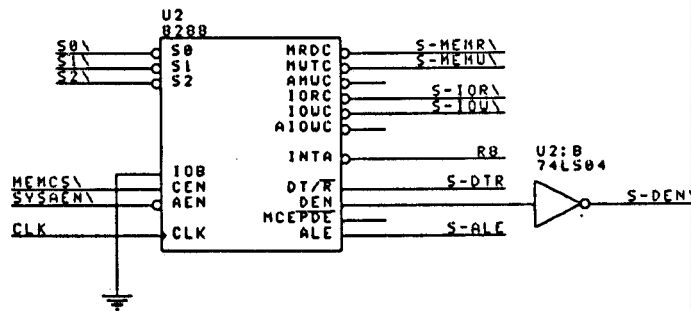 U2
8288
S0\ S0 MRDC S-MEMR\
S1\ S1 MWTC S-MEMW\
S2\ S2 AMWC
IORC S-IOR\
IOWC S-IOW\
AIOWC
INTA R8
U2:B
74LS04
IOB
MEMCS\ CEN DT/R S-DTR
SYSAEN\ AEN DEN S-DEN\
MCEPDE
CLK CLK ALE S-ALE